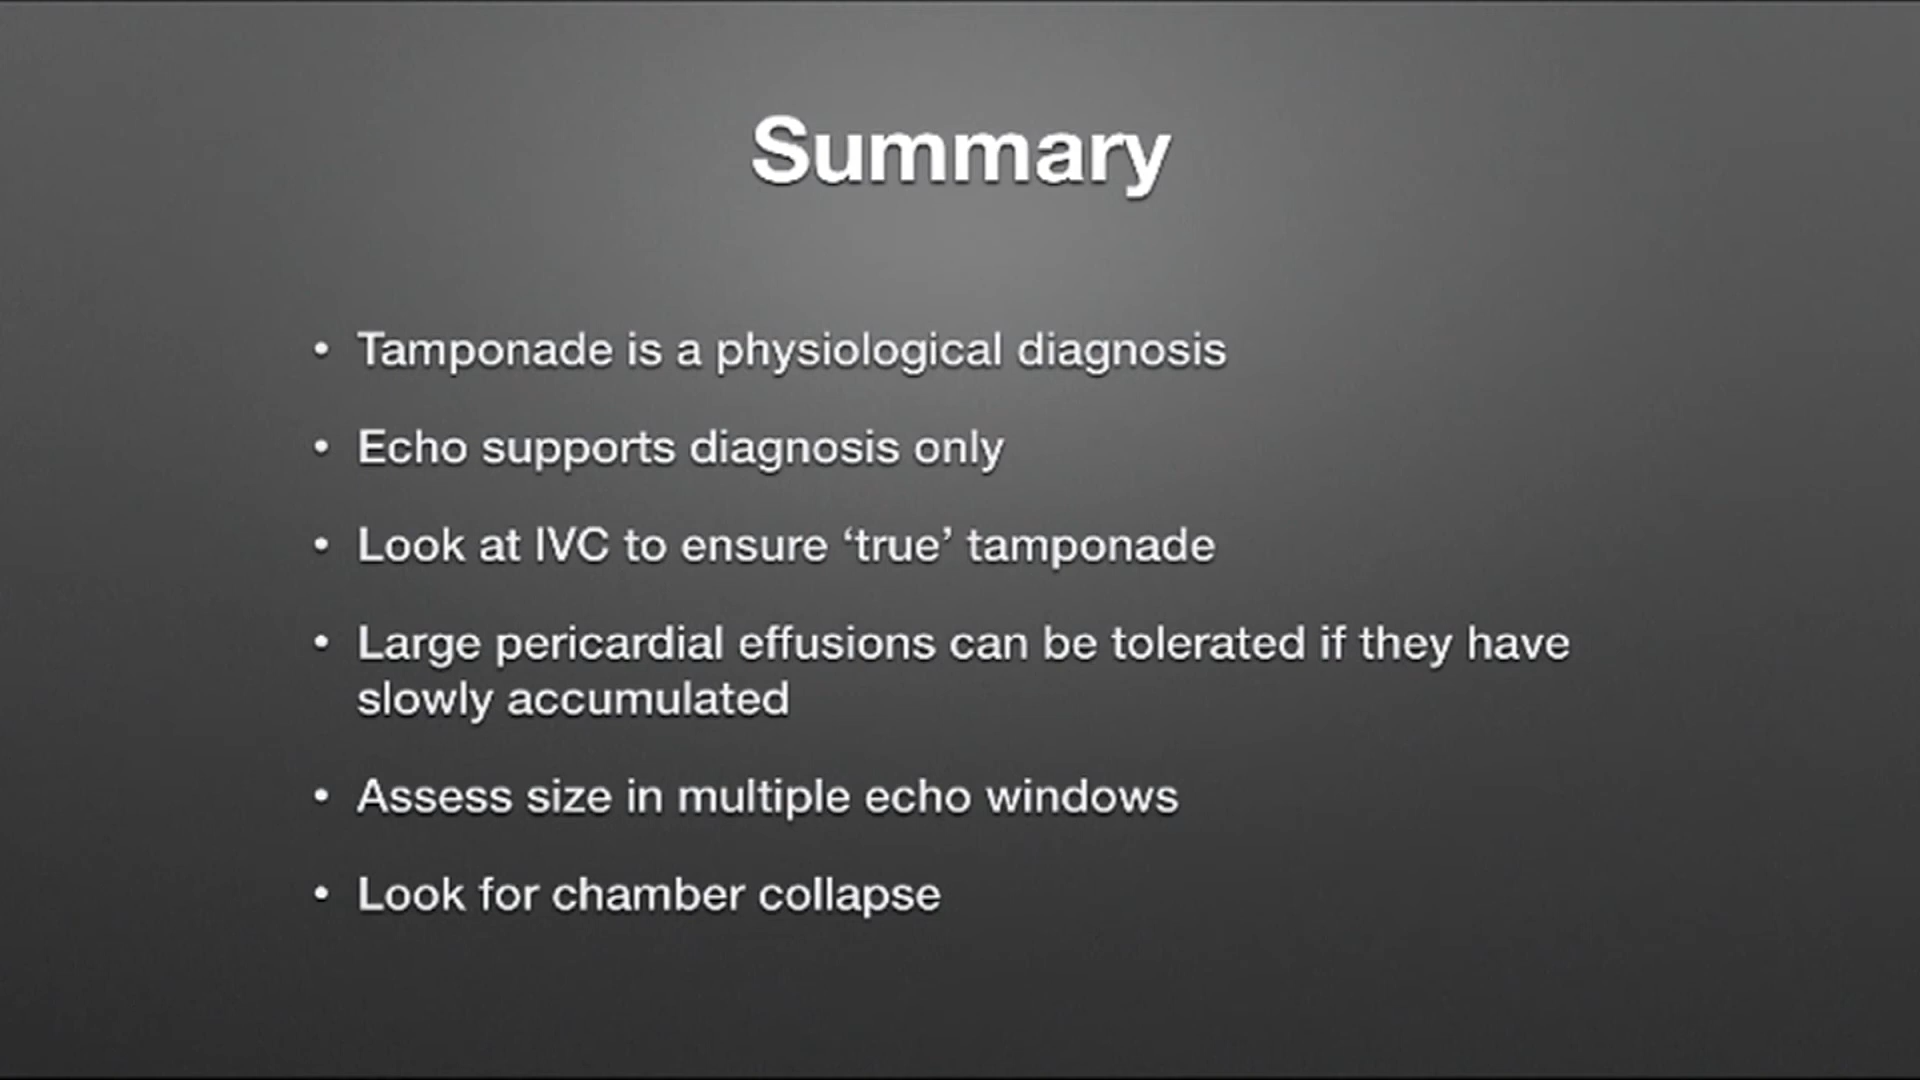 Summary
• Tamponade is a physiological diagnosis
• Echo supports diagnosis only
• Look at IVC to ensure ‘true’ tamponade
• Large pericardial effusions can be tolerated if they have
slowly accumulated
• Assess size in multiple echo windows
• Look for chamber collapse